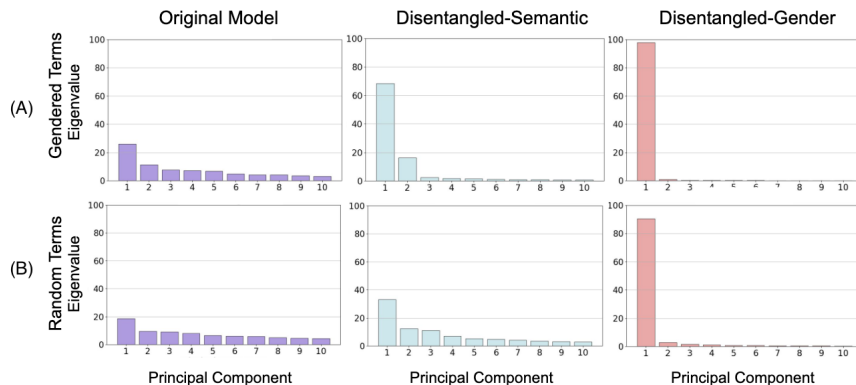 Original Model
Disentangled-Semantic
Disentangled-Gender
(A)
Gendered Terms
Eigenvalue
100
80
60
40
20
0
1 2 3 4 5 6 7 8 9 10
100
80
60
40
20
0
1 2 3 4 5 6 7 8 9 10
100
80
60
40
20
0
1 2 3 4 5 6 7 8 9 10
(B)
Random Terms
Eigenvalue
100
80
60
40
20
0
1 2 3 4 5 6 7 8 9 10
100
80
60
40
20
0
1 2 3 4 5 6 7 8 9 10
100
80
60
40
20
0
1 2 3 4 5 6 7 8 9 10
Principal Component
Principal Component
Principal Component